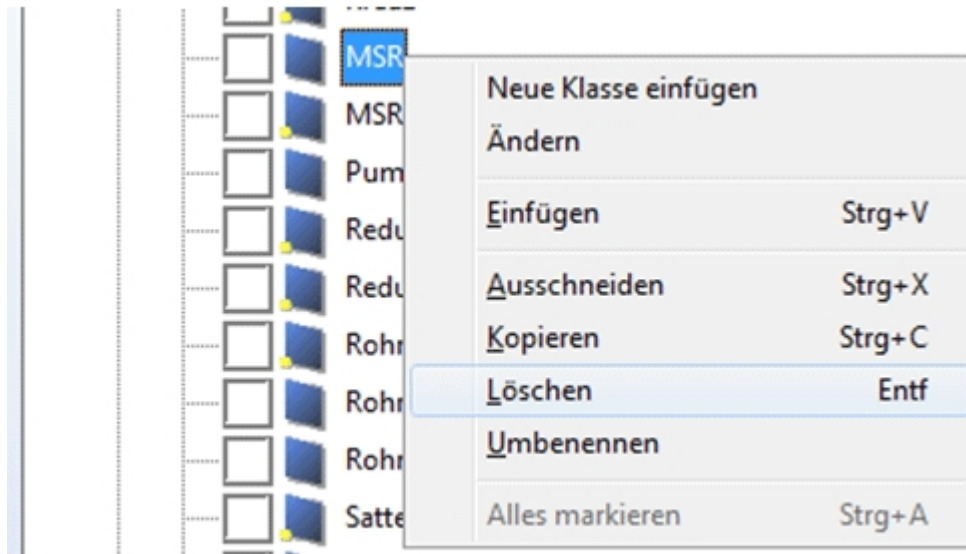 MSR
MSR
Pum
Redu
Redu
Rohr
Rohr
Rohr
Satte
Neue Klasse einfügen
Ändern
Einfügen Strg+V
Ausschneiden Strg+X
Kopieren Strg+C
Löschen Entf
Umbenennen
Alles markieren Strg+A